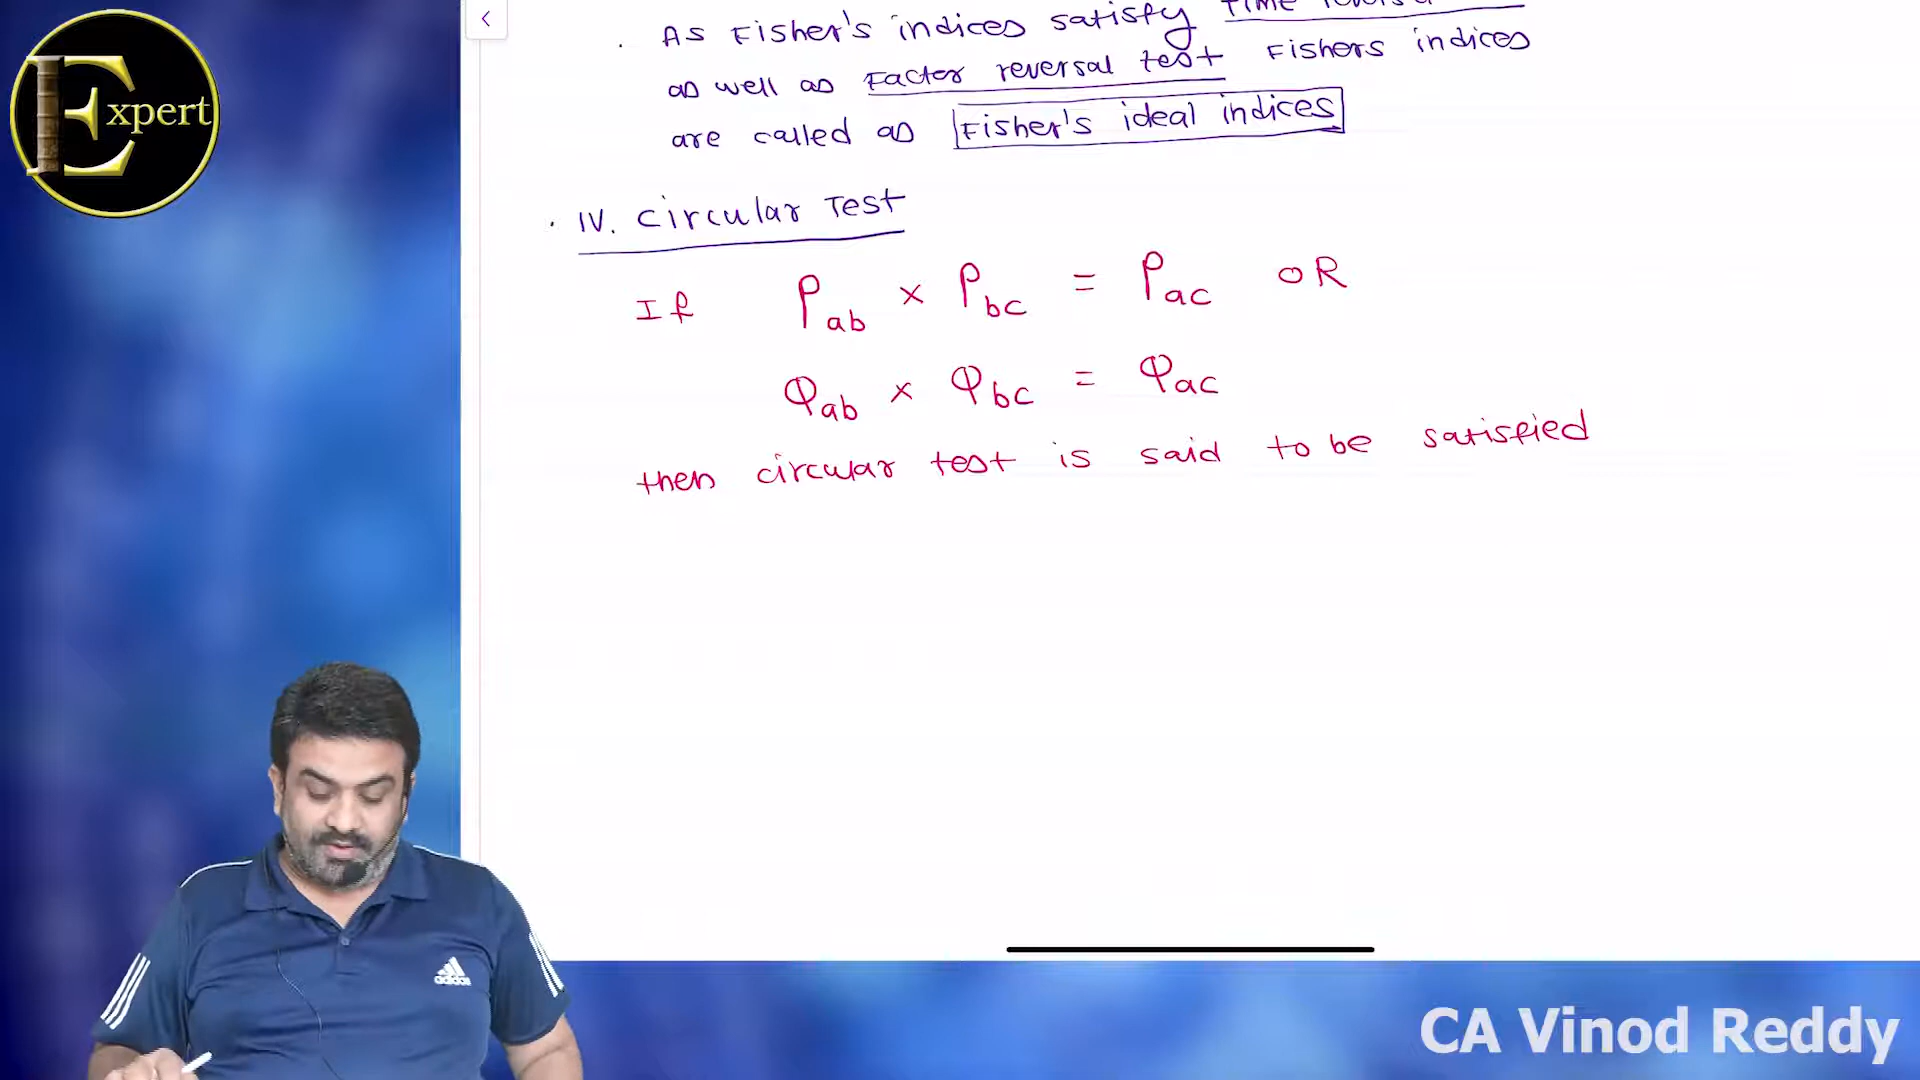 Expert
As Fisher's indices satisfy Time
as well as Factor reversal test Fishers indices
are called as Fisher's ideal indices
IV. Circular Test
If P_ab × P_bc = P_ac OR
Q_ab × Q_bc = Q_ac
then circular test is said to be satisfied
adidas
CA Vinod Reddy